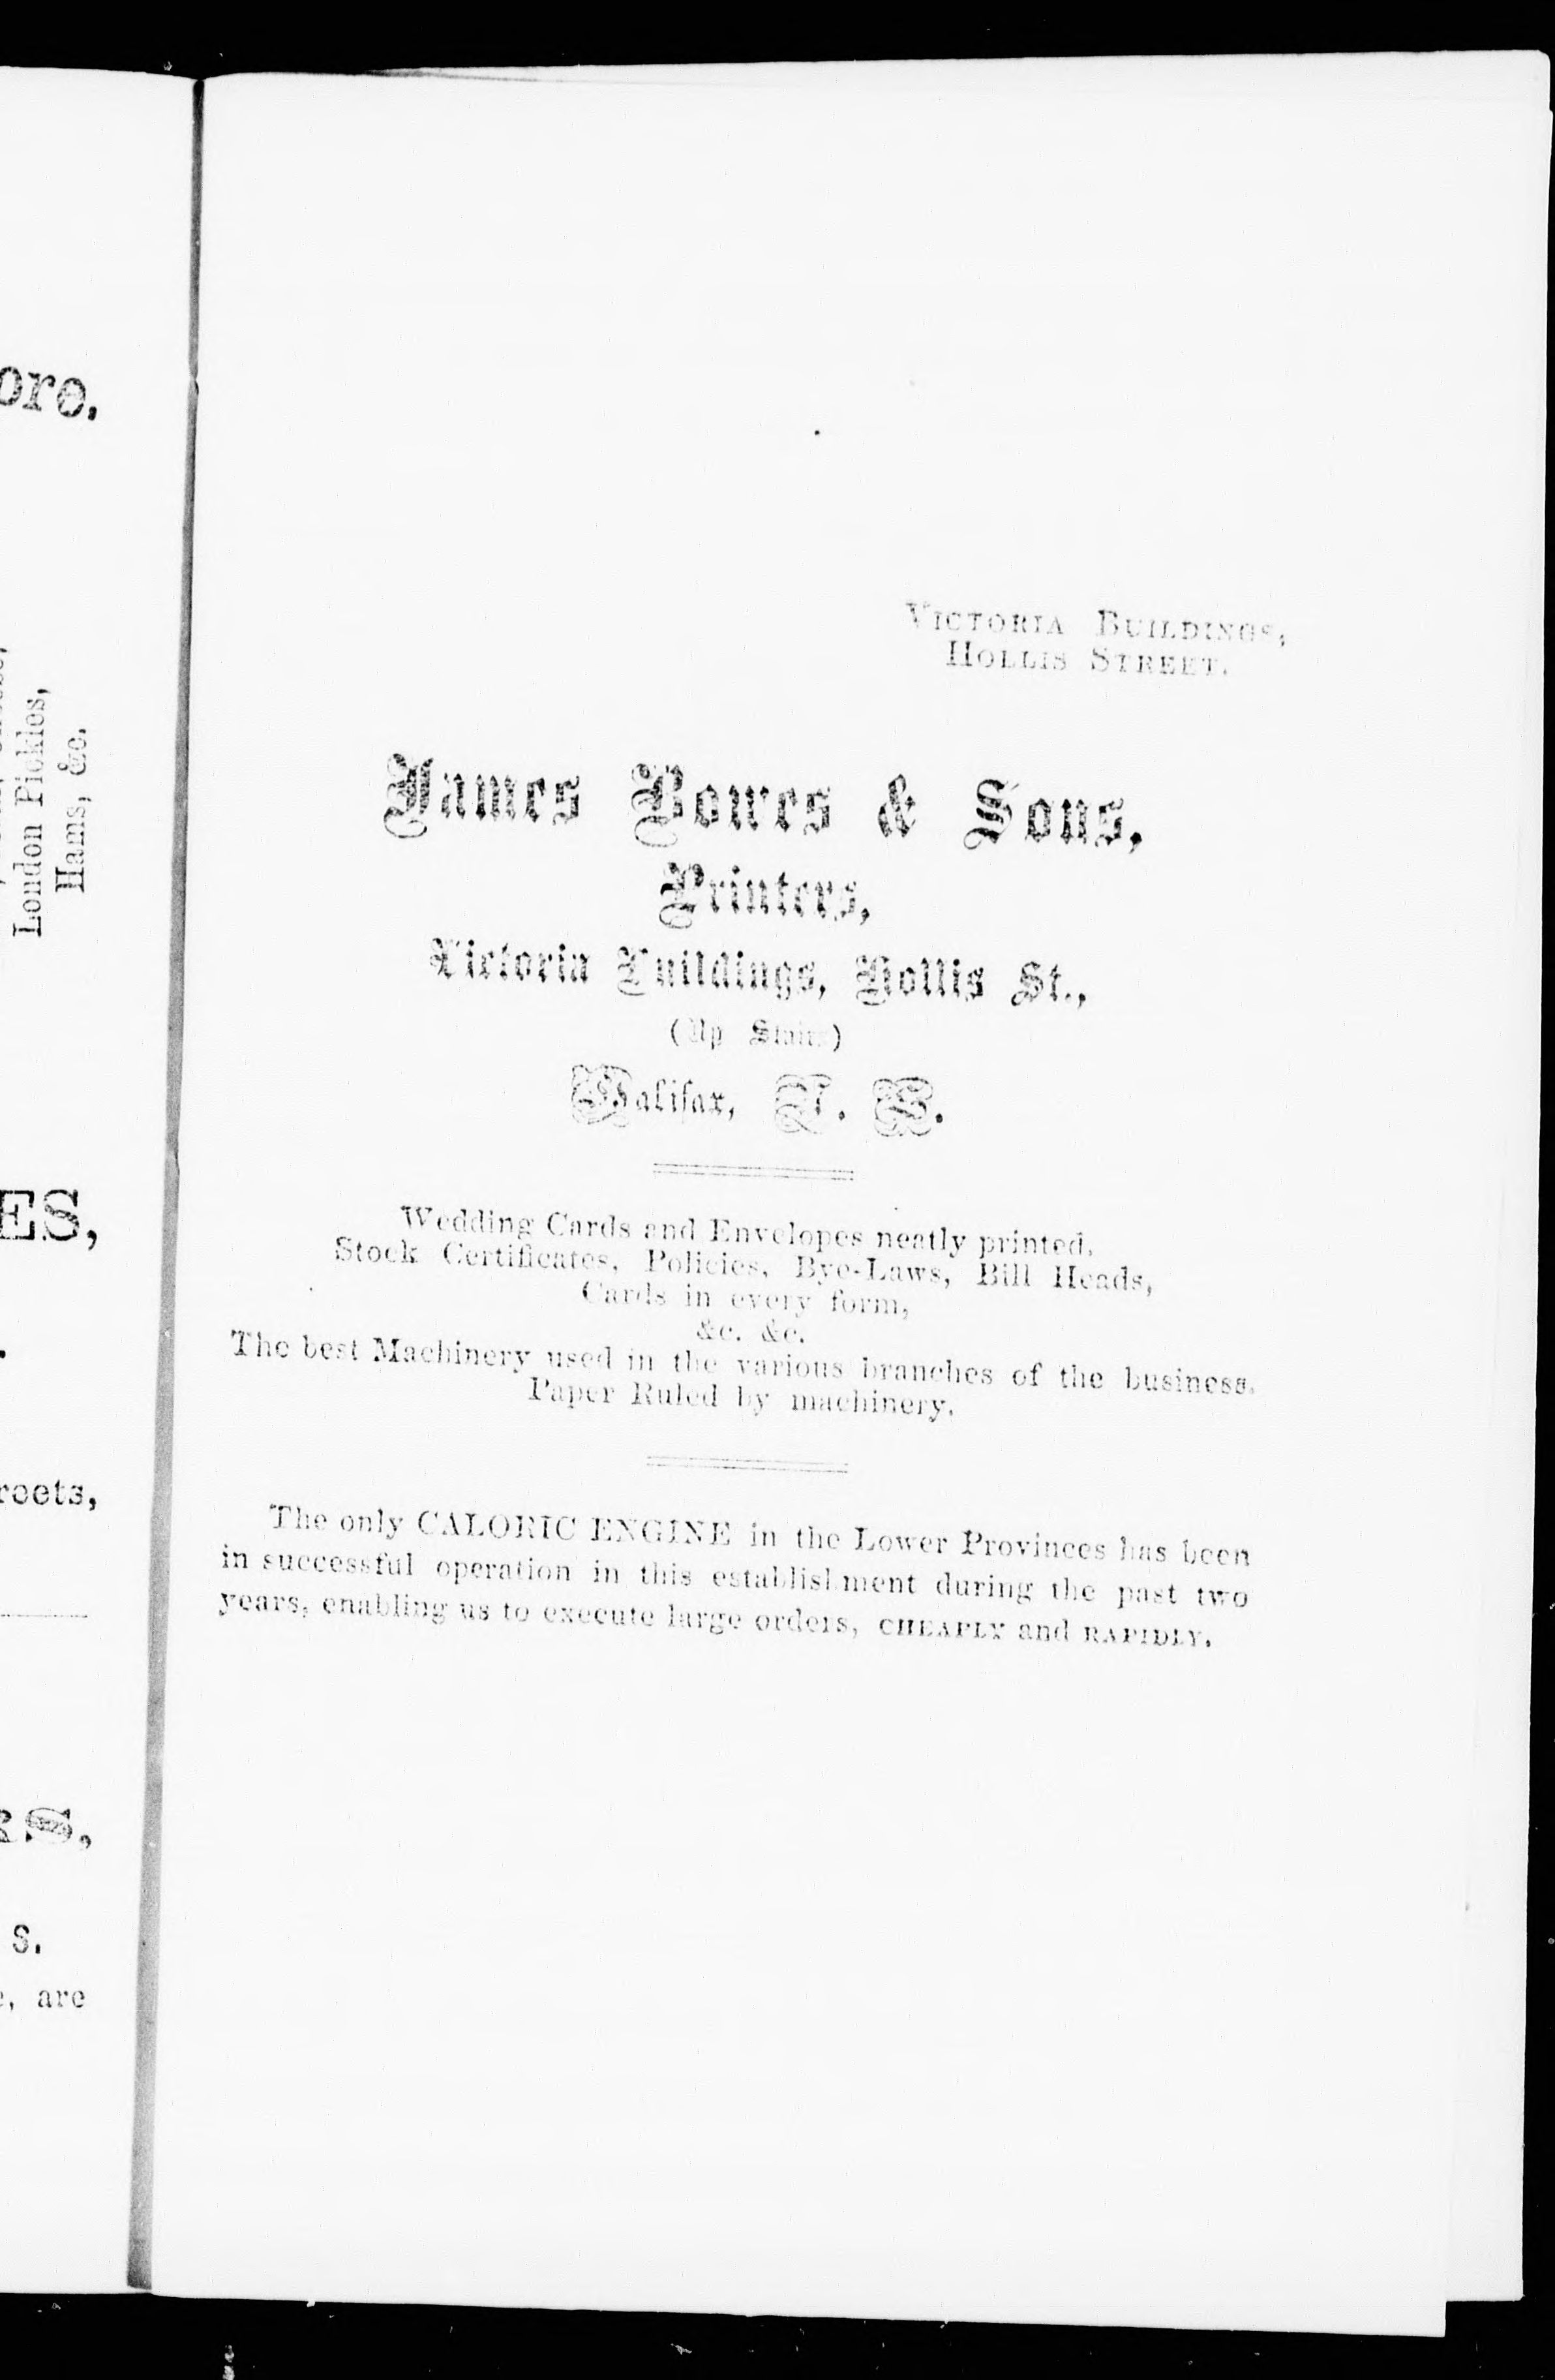 ore.
London Pickles,
Hams, &c.
ES,
reets,
s,
s.
are
VICTORIA BUILDINGS,
HOLLIS STREET.
James Bowes & Sons,
Printers,
Victoria Buildings, Hollis St.,
(Up Stairs)
Halifax, N. S.
Wedding Cards and Envelopes neatly printed.
Stock Certificates, Policies, Bye-Laws, Bill Heads,
Cards in every form,
&c. &c.
The best Machinery used in the various branches of the business.
Paper Ruled by machinery.
The only CALORIC ENGINE in the Lower Provinces has been
in successful operation in this establishment during the past two
years, enabling us to execute large orders, CHEAPLY and RAPIDLY.